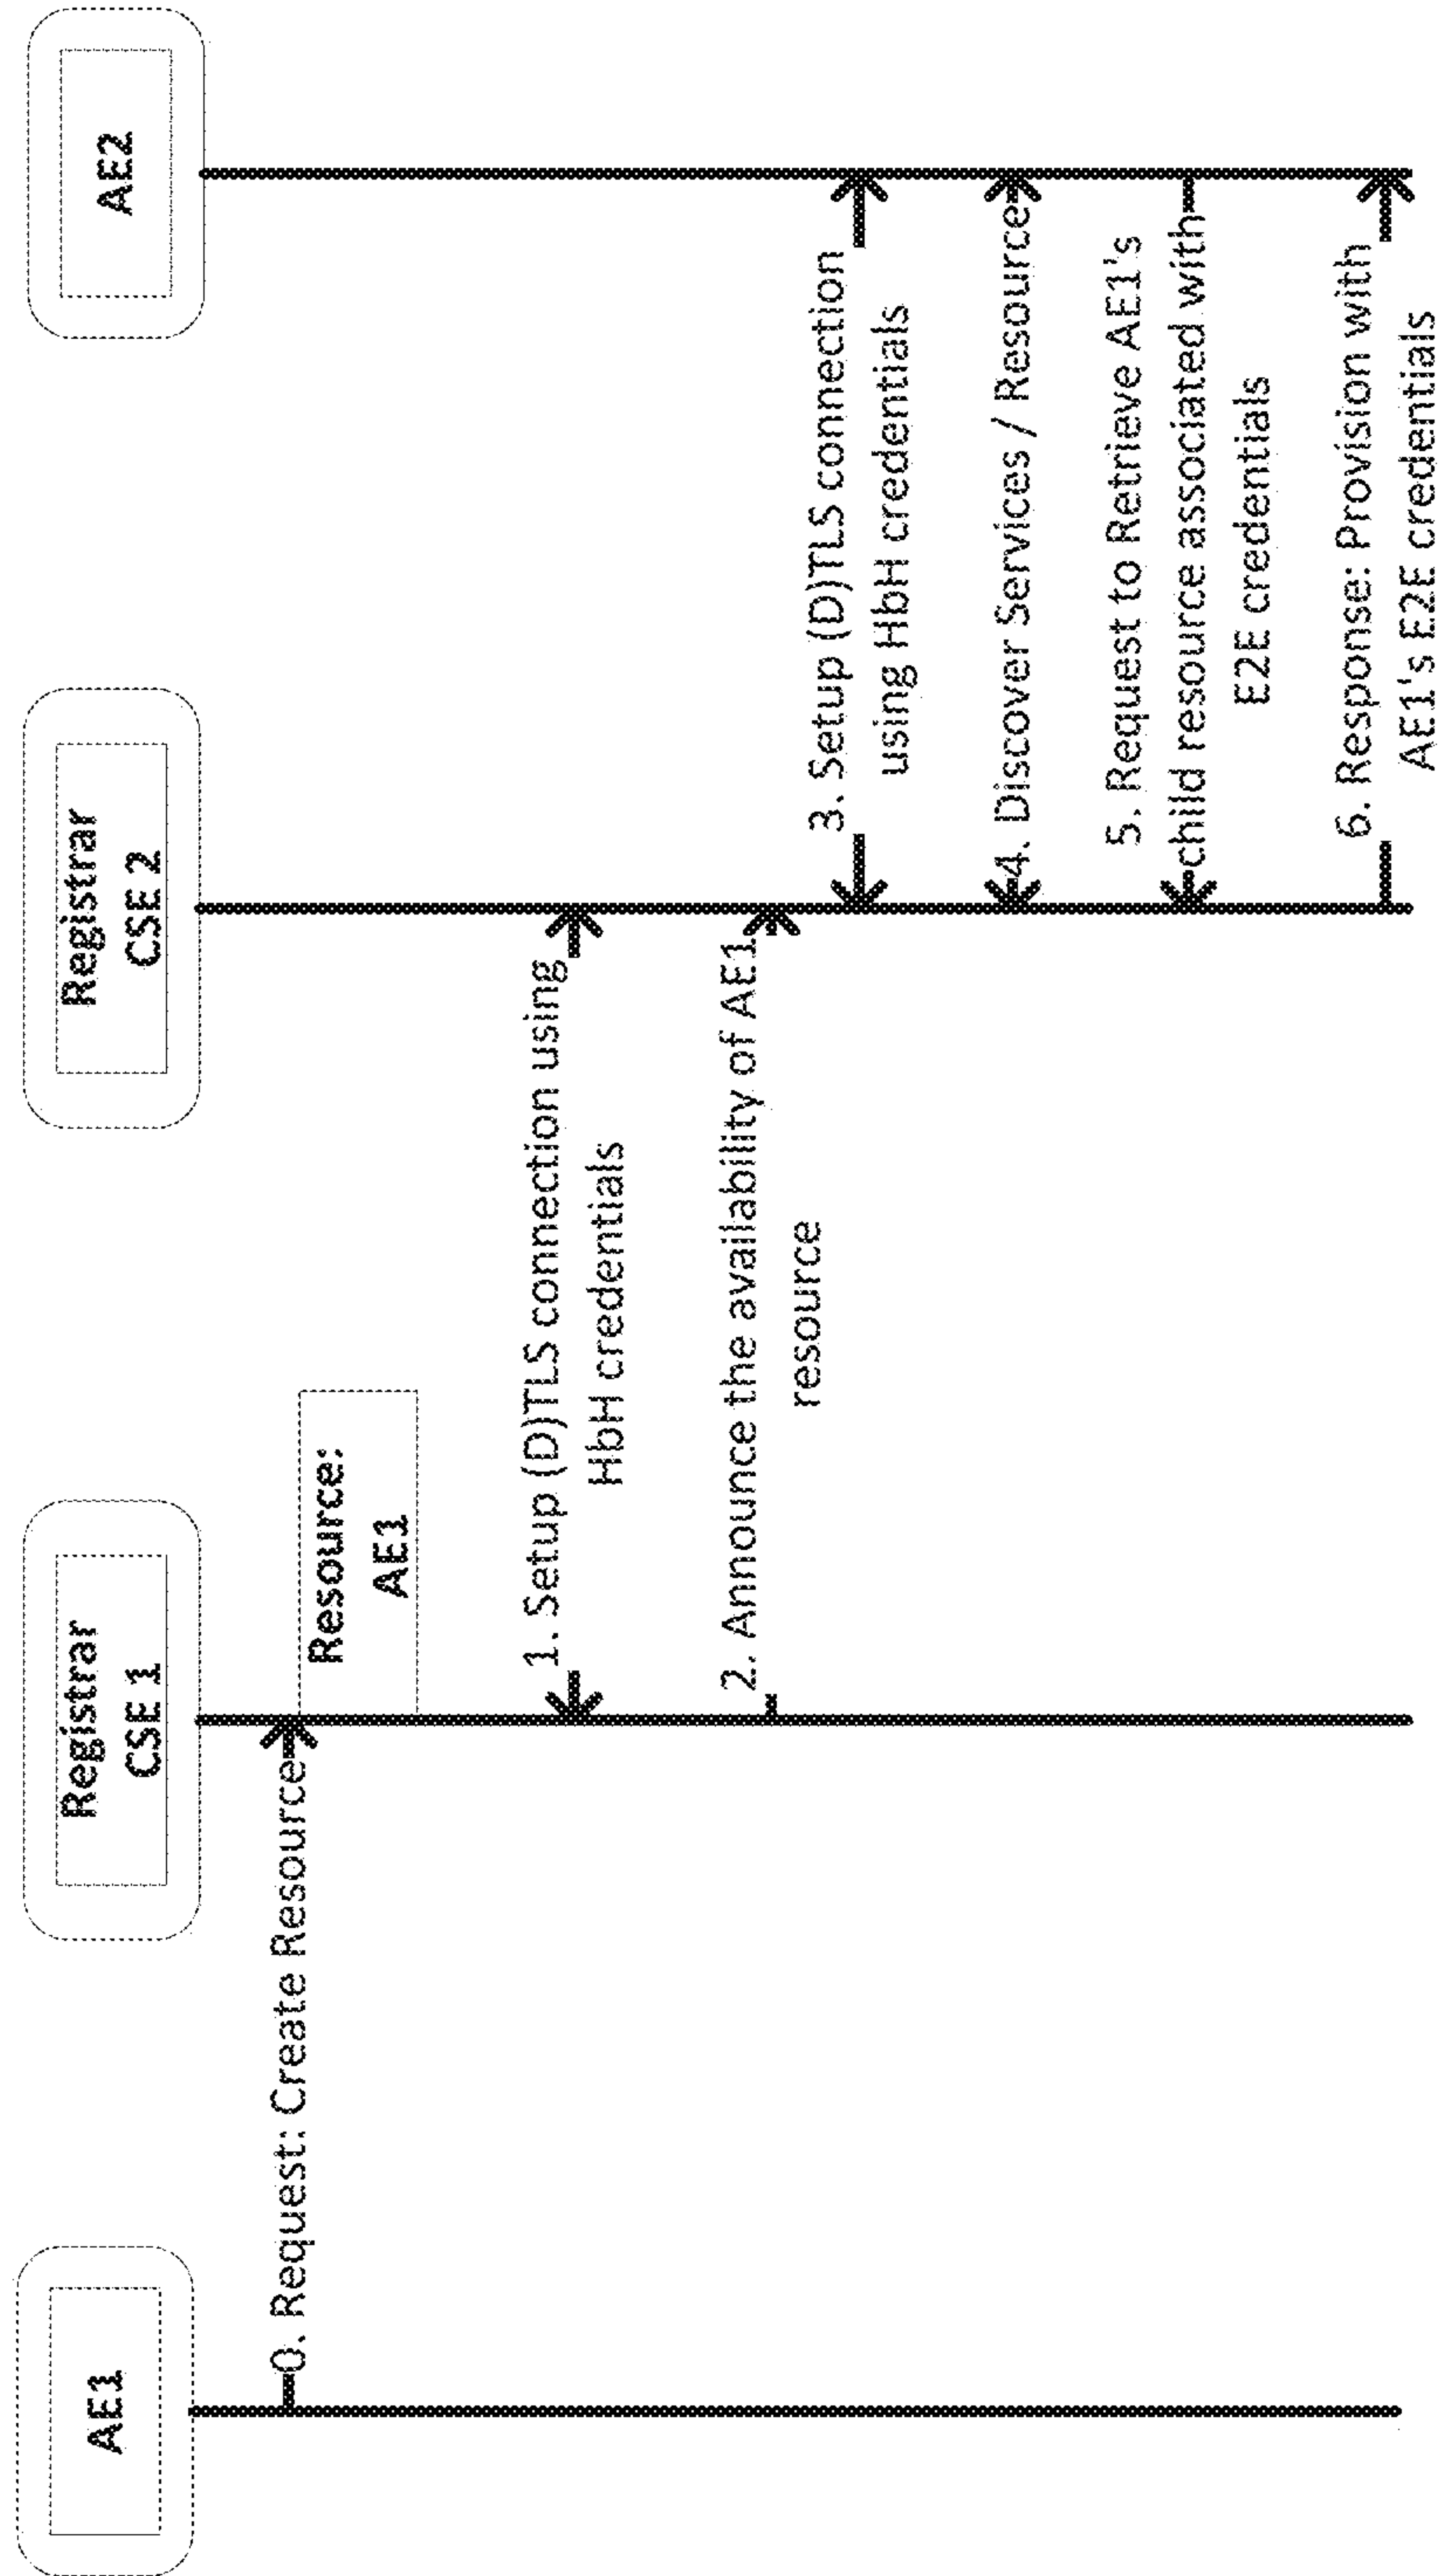 AE1
Registrar
CSE 1
Registrar
CSE 2
AE2
0. Request: Create Resource
Resource:
AE1
1. Setup (D)TLS connection using
HbH credentials
2. Announce the availability of AE1
resource
3. Setup (D)TLS connection
using HbH credentials
4. Discover Services / Resource
5. Request to Retrieve AE1's
child resource associated with
E2E credentials
6. Response: Provision with
AE1's E2E credentials